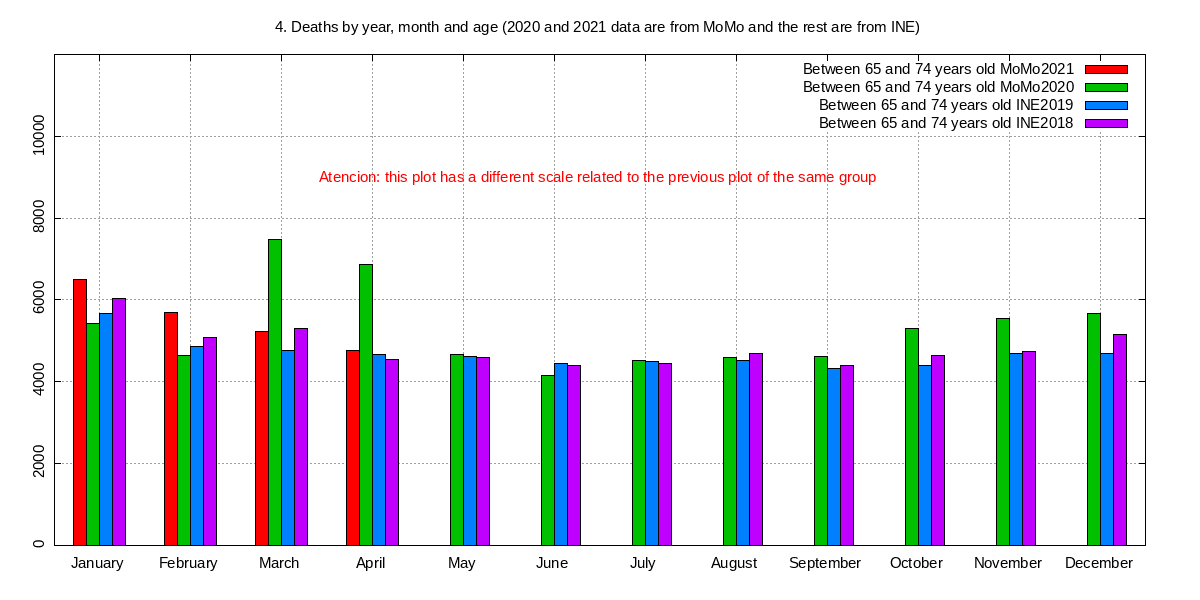 4. Deaths by year, month and age (2020 and 2021 data are from MoMo and the rest are from INE)
Between 65 and 74 years old MoMo2021
Between 65 and 74 years old MoMo2020
Between 65 and 74 years old INE2019
Between 65 and 74 years old INE2018
Atencion: this plot has a different scale related to the previous plot of the same group
10000
8000
6000
4000
2000
0
January February March April May June July August September October November December